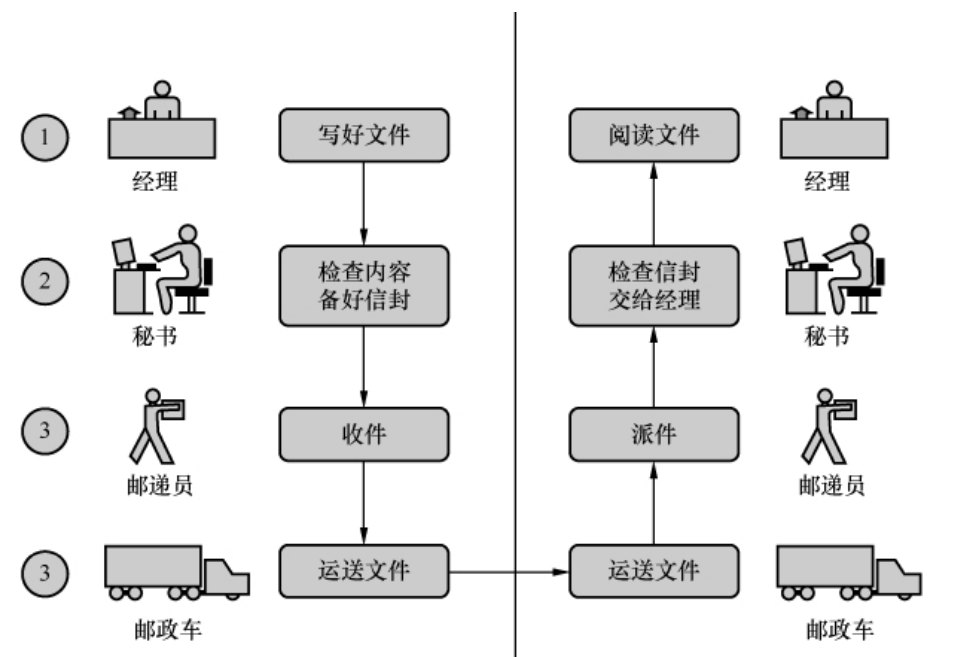 1
经理
写好文件
阅读文件
经理
2
秘书
检查内容
备好信封
检查信封
交给经理
秘书
3
邮递员
收件
派件
邮递员
3
邮政车
运送文件
运送文件
邮政车